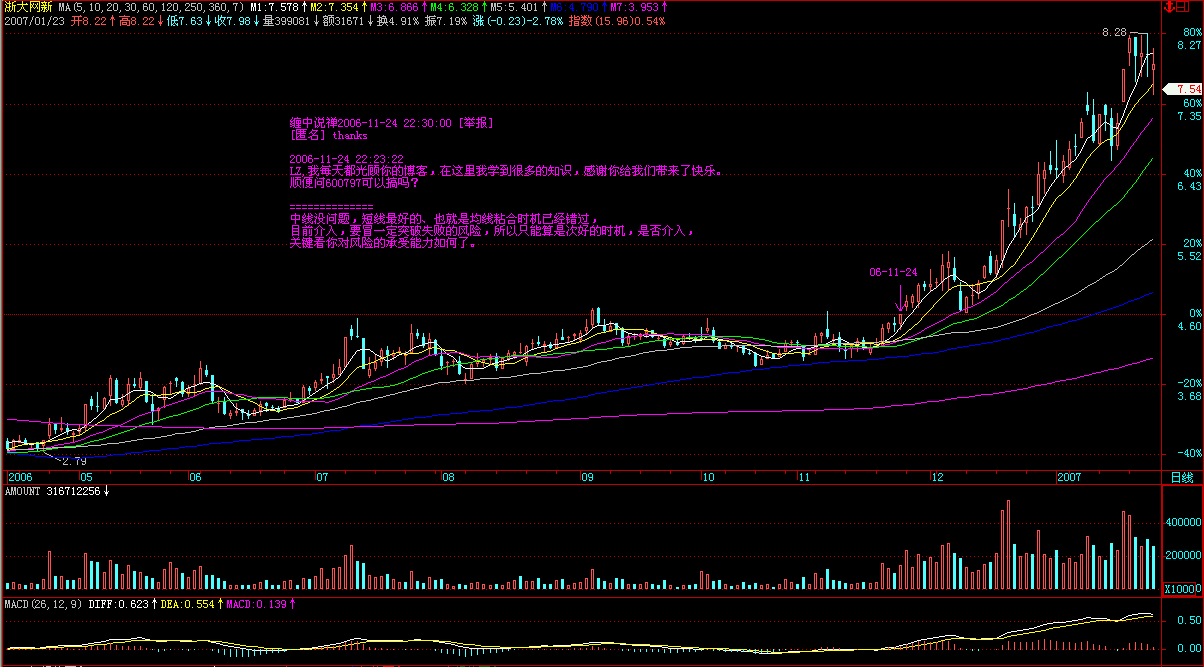 浙大网新 MA(5,10,20,30,60,120,250,360,7) M1:7.578↑M2:7.354↑M3:6.866↑M4:6.328↑M5:5.401↑M6:4.790↑M7:3.953↑
2007/01/23 开8.22↑高8.22↓低7.63↓收7.98↓量399081↓额31671↓换4.91% 振7.19% 涨(-0.23)-2.78% 指数(15.96)0.54%
8.28
80%
8.27
7.54
60%
7.35
缠中说禅2006-11-24 22:30:00 [举报]
[匿名] thanks
2006-11-24 22:23:22
LZ,我每天都光顾你的博客，在这里我学到很多的知识，感谢你给我们带来了快乐。
顺便问600797可以搞吗？
==============
中线没问题，短线最好的、也就是均线粘合时机已经错过，
目前介入，要冒一定突破失败的风险，所以只能算是次好的时机，是否介入，
关键看你对风险的承受能力如何了。
40%
6.43
20%
5.52
06-11-24
0%
4.60
-20%
3.68
-40%
2.79
2006 05 06 07 08 09 10 11 12 2007 日线
AMOUNT 316712256↓
400000
200000
X10000
MACD(26,12,9) DIFF:0.623↑DEA:0.554↑MACD:0.139↑
0.50
0.00